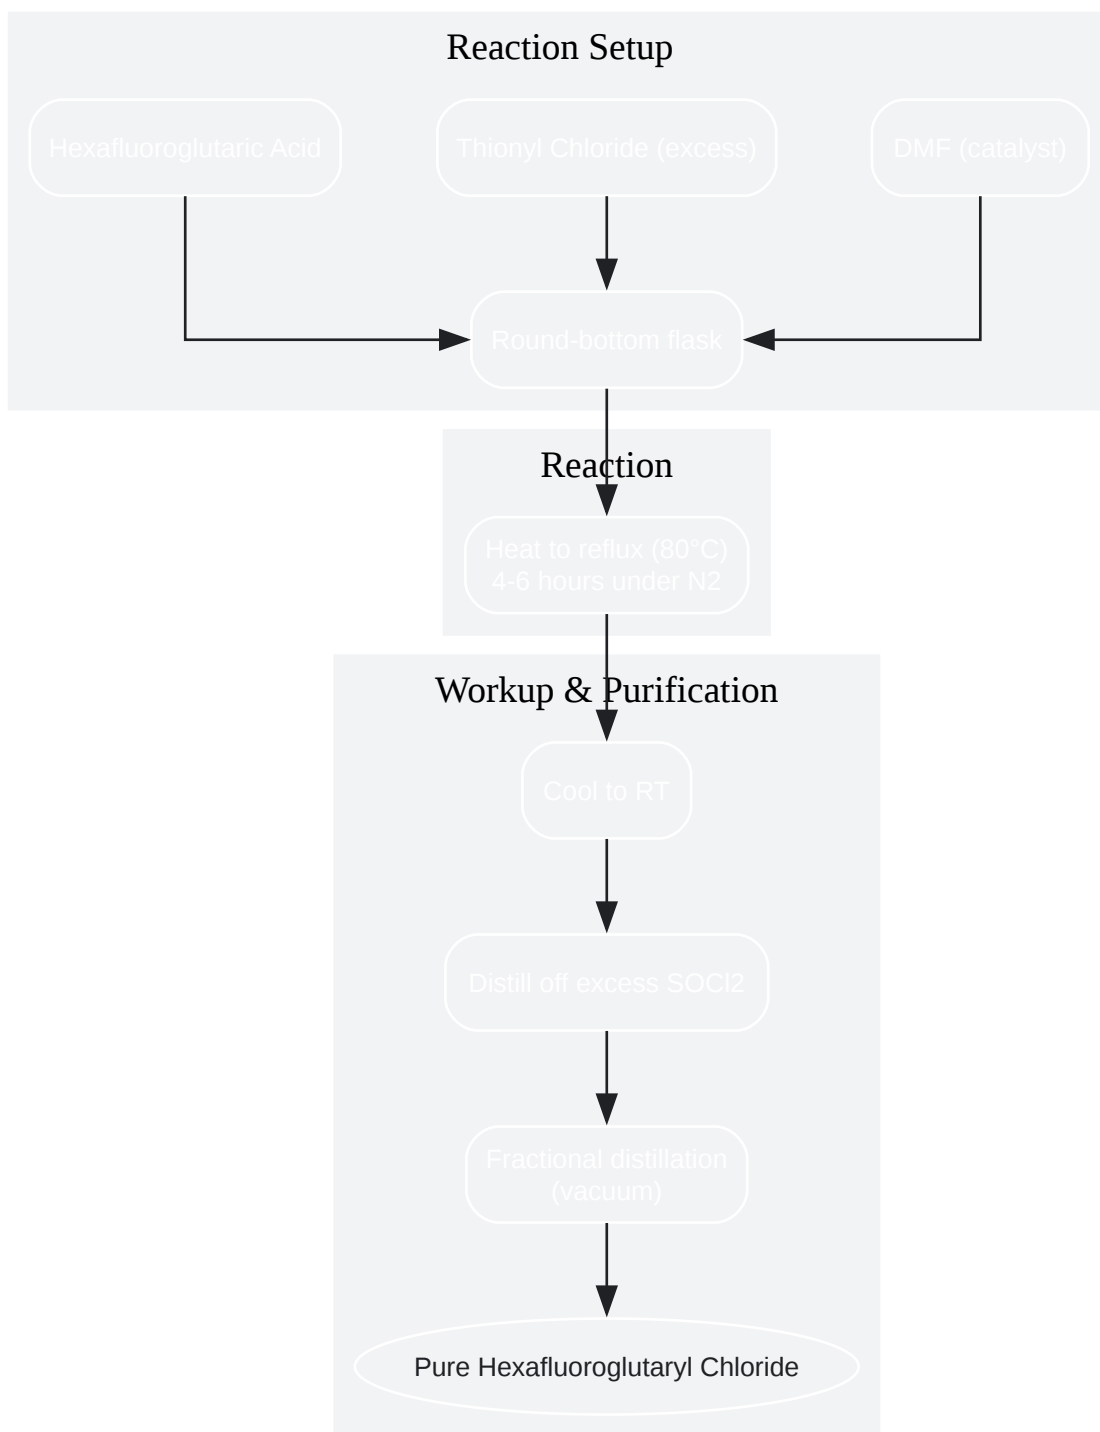 Reaction Setup
Hexafluoroglutaric Acid
Thionyl Chloride (excess)
DMF (catalyst)
Round-bottom flask
Reaction
Heat to reflux (80°C)
4-6 hours under N2
Workup & Purification
Cool to RT
Distill off excess SOCl2
Fractional distillation
(vacuum)
Pure Hexafluoroglutaryl Chloride